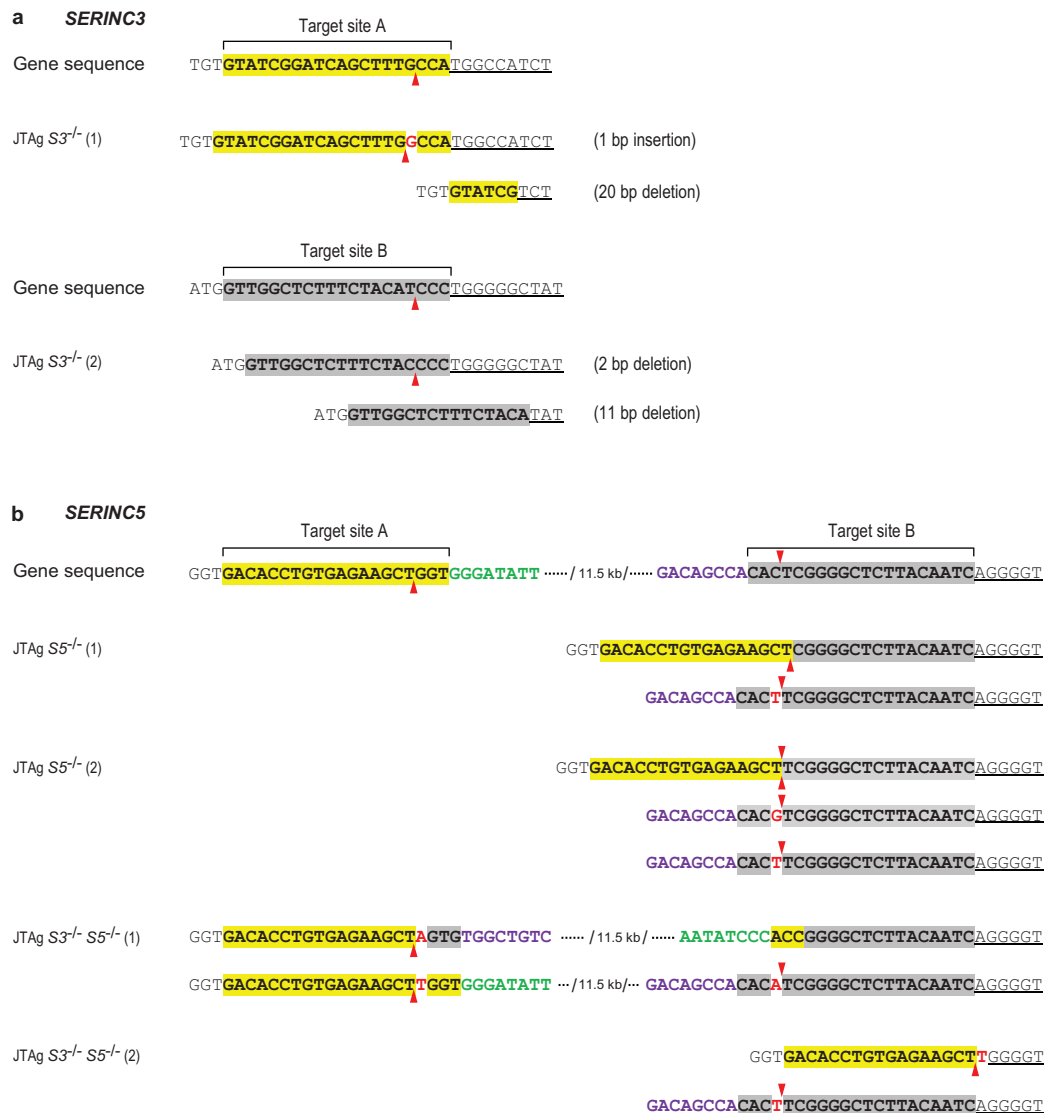 a SERINC3
Target site A
Gene sequence TGTGTATCGGATCAGCTTTGCCATGGCCATCT
JTAg S3-/- (1) TGTGTATCGGATCAGCTTTGGCCATGGCCATCT (1 bp insertion)
TGTGTATCGTCT (20 bp deletion)
Target site B
Gene sequence ATGGTTGGCTCTTTCTACATCCCTGGGGGCTAT
JTAg S3-/- (2) ATGGTTGGCTCTTTCTACCCCTGGGGGCTAT (2 bp deletion)
ATGGTTGGCTCTTTCTACATAT (11 bp deletion)
b SERINC5
Target site A Target site B
Gene sequence GGTGACACCTGTGAGAAGCTGGTGGGATATT ······/ 11.5 kb/······ GACAGCCACACTCGGGGCTCTTACAATCAGGGGT
JTAg S5-/- (1) GGTGACACCTGTGAGAAGCTCGGGGCTCTTACAATCAGGGGT
GACAGCCACACTTCGGGGCTCTTACAATCAGGGGT
JTAg S5-/- (2) GGTGACACCTGTGAGAAGCTTCGGGGCTCTTACAATCAGGGGT
GACAGCCACACGTCGGGGCTCTTACAATCAGGGGT
GACAGCCACACTTCGGGGCTCTTACAATCAGGGGT
JTAg S3-/- S5-/- (1) GGTGACACCTGTGAGAAGCTAGTGTGGCTGTC ······ / 11.5 kb/ ······ AATATCCCACCGGGGCTCTTACAATCAGGGGT
GGTGACACCTGTGAGAAGCTTGGTGGGATATT ···/ 11.5 kb/··· GACAGCCACACATCGGGGCTCTTACAATCAGGGGT
JTAg S3-/- S5-/- (2) GGTGACACCTGTGAGAAGCTTGGGGT
GACAGCCACACTTCGGGGCTCTTACAATCAGGGGT